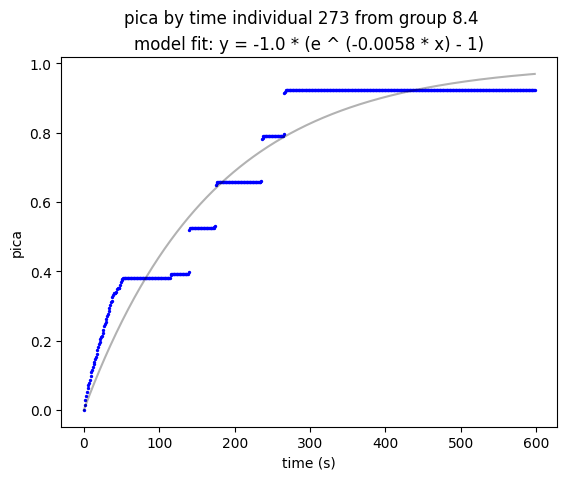 pica by time individual 273 from group 8.4
model fit: y = -1.0 * (e ^ (-0.0058 * x) - 1)
1.0
0.8
0.6
0.4
0.2
0.0
pica
0 100 200 300 400 500 600
time (s)